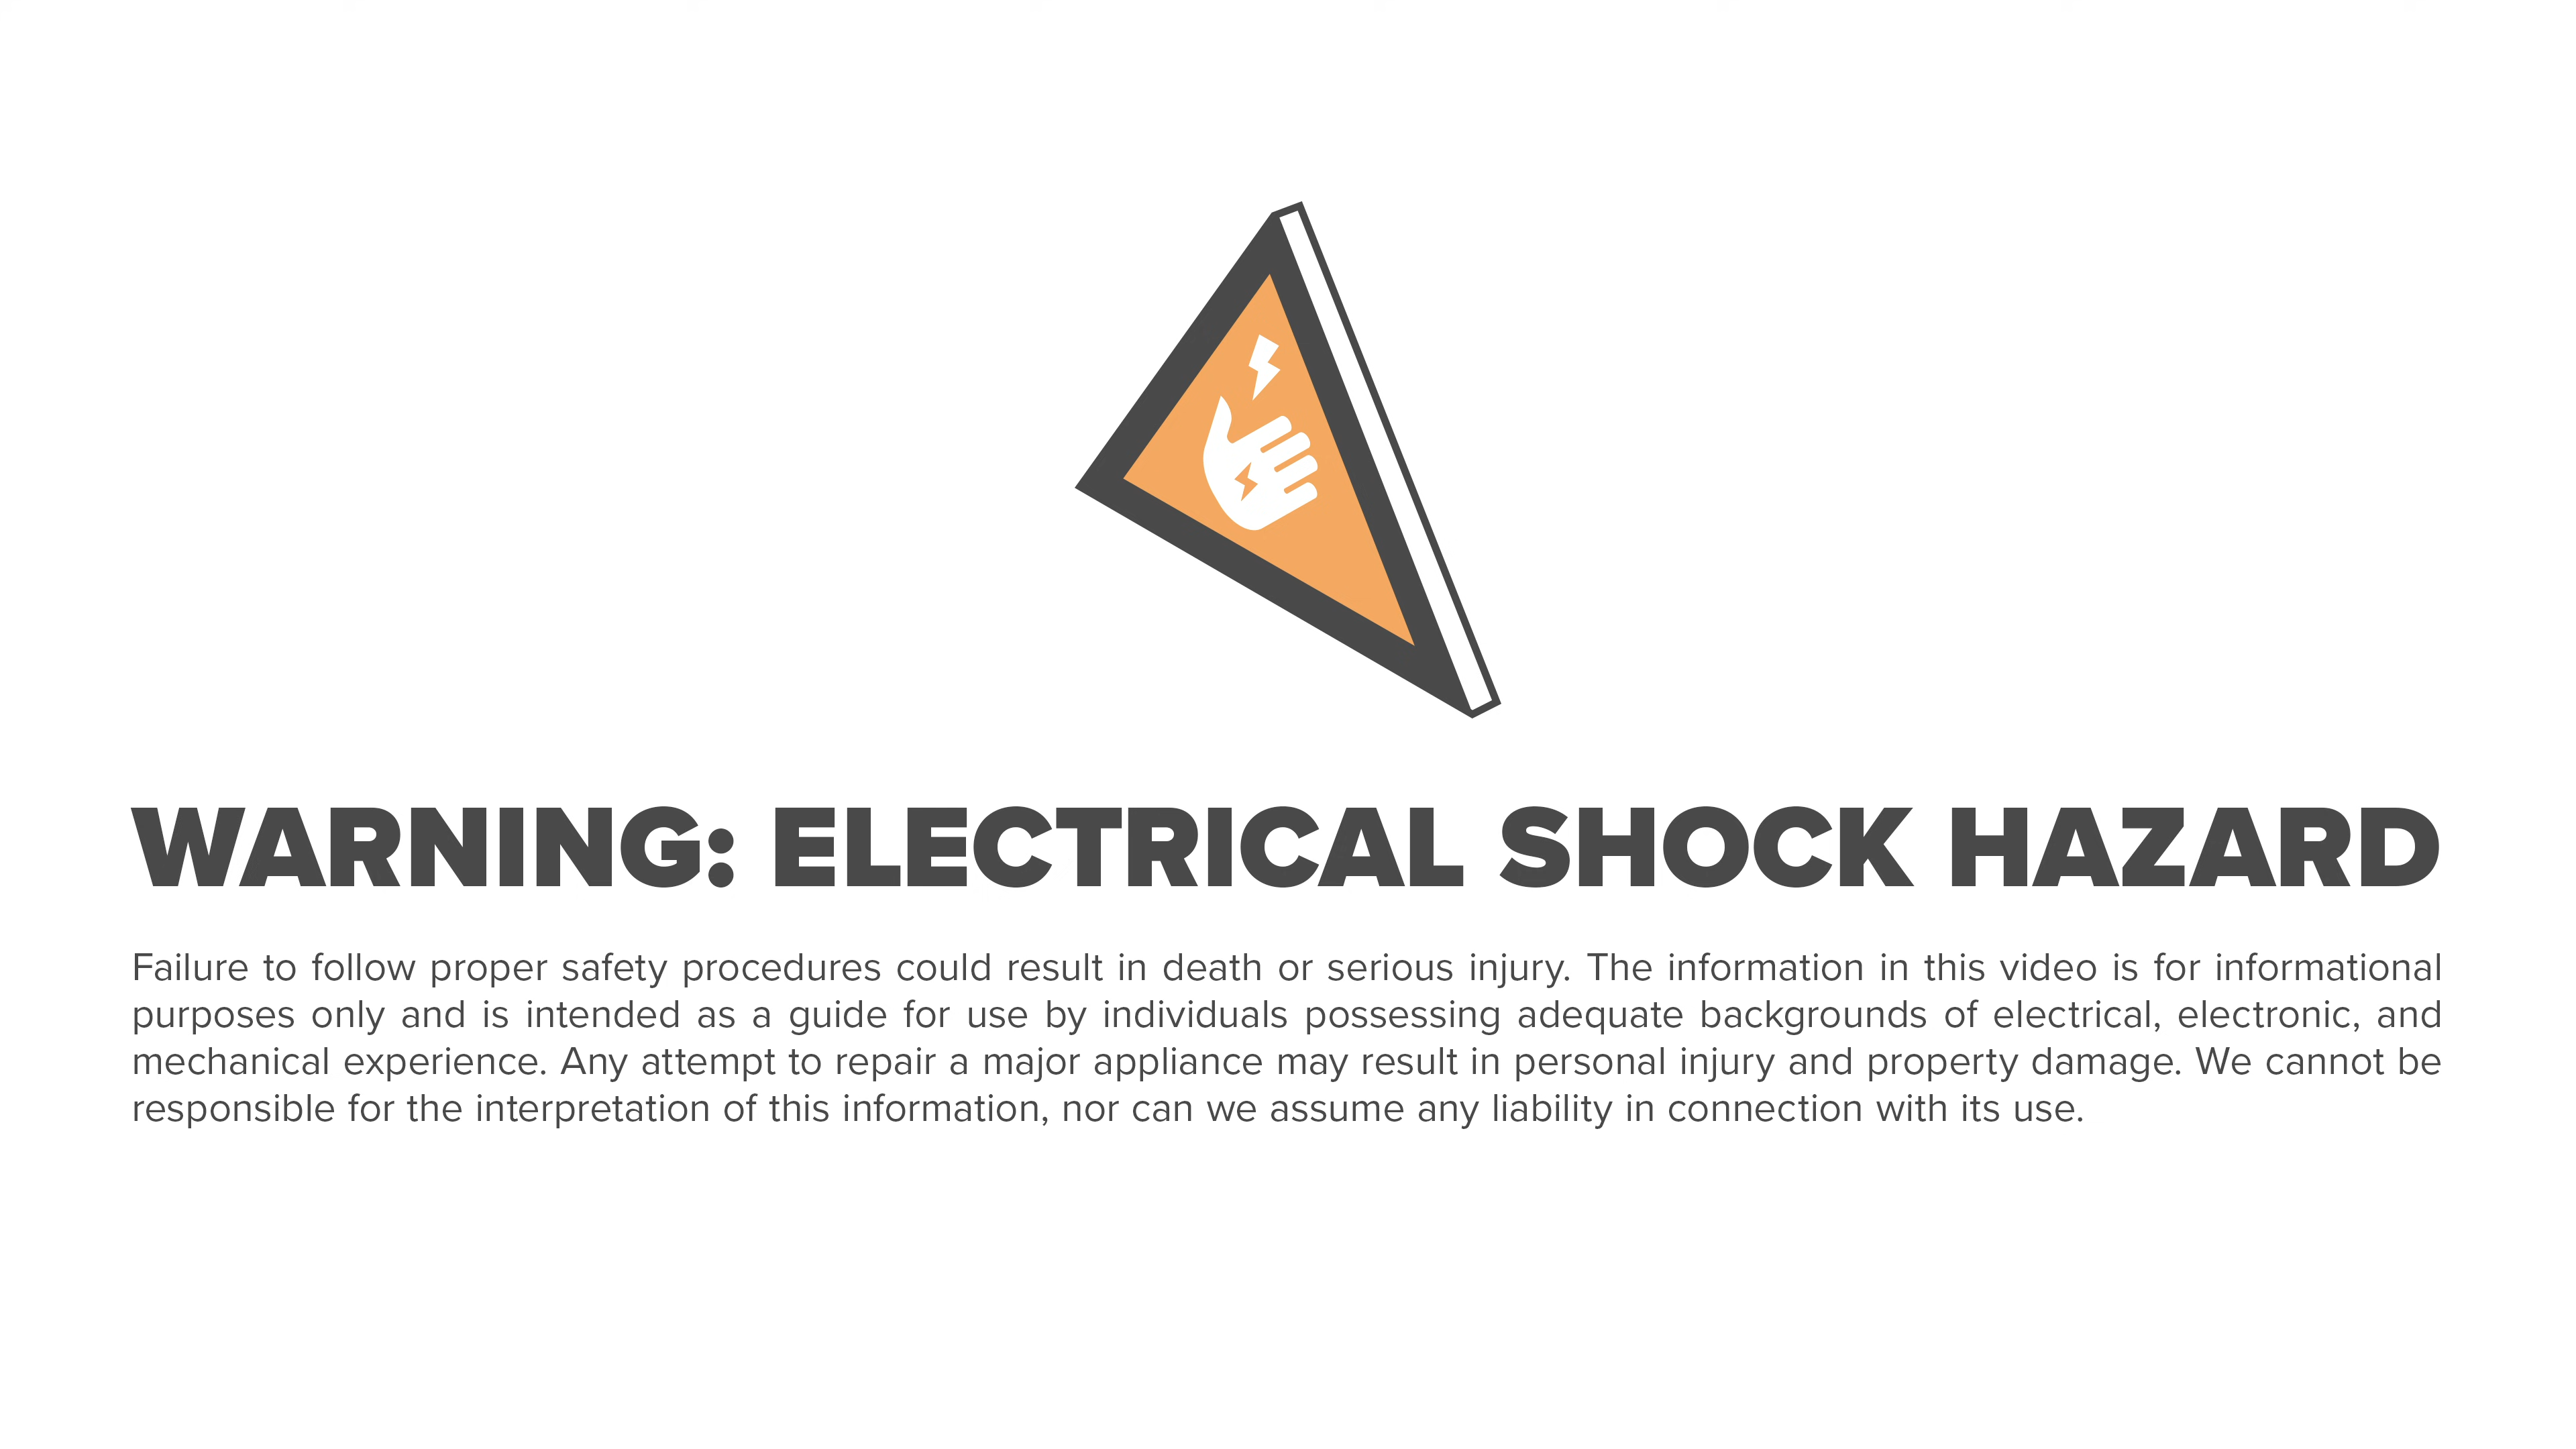 WARNING: ELECTRICAL SHOCK HAZARD
Failure to follow proper safety procedures could result in death or serious injury. The information in this video is for informational
purposes only and is intended as a guide for use by individuals possessing adequate backgrounds of electrical, electronic, and
mechanical experience. Any attempt to repair a major appliance may result in personal injury and property damage. We cannot be
responsible for the interpretation of this information, nor can we assume any liability in connection with its use.